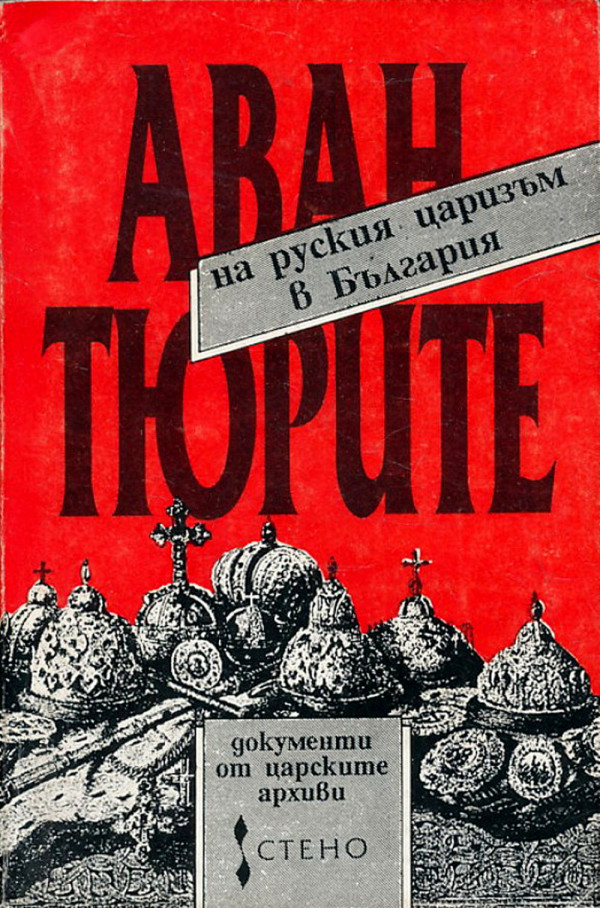 АВАН
на руския царизъм
в България
ТЮРИТЕ
документи
от царските
архиви
СТЕНО